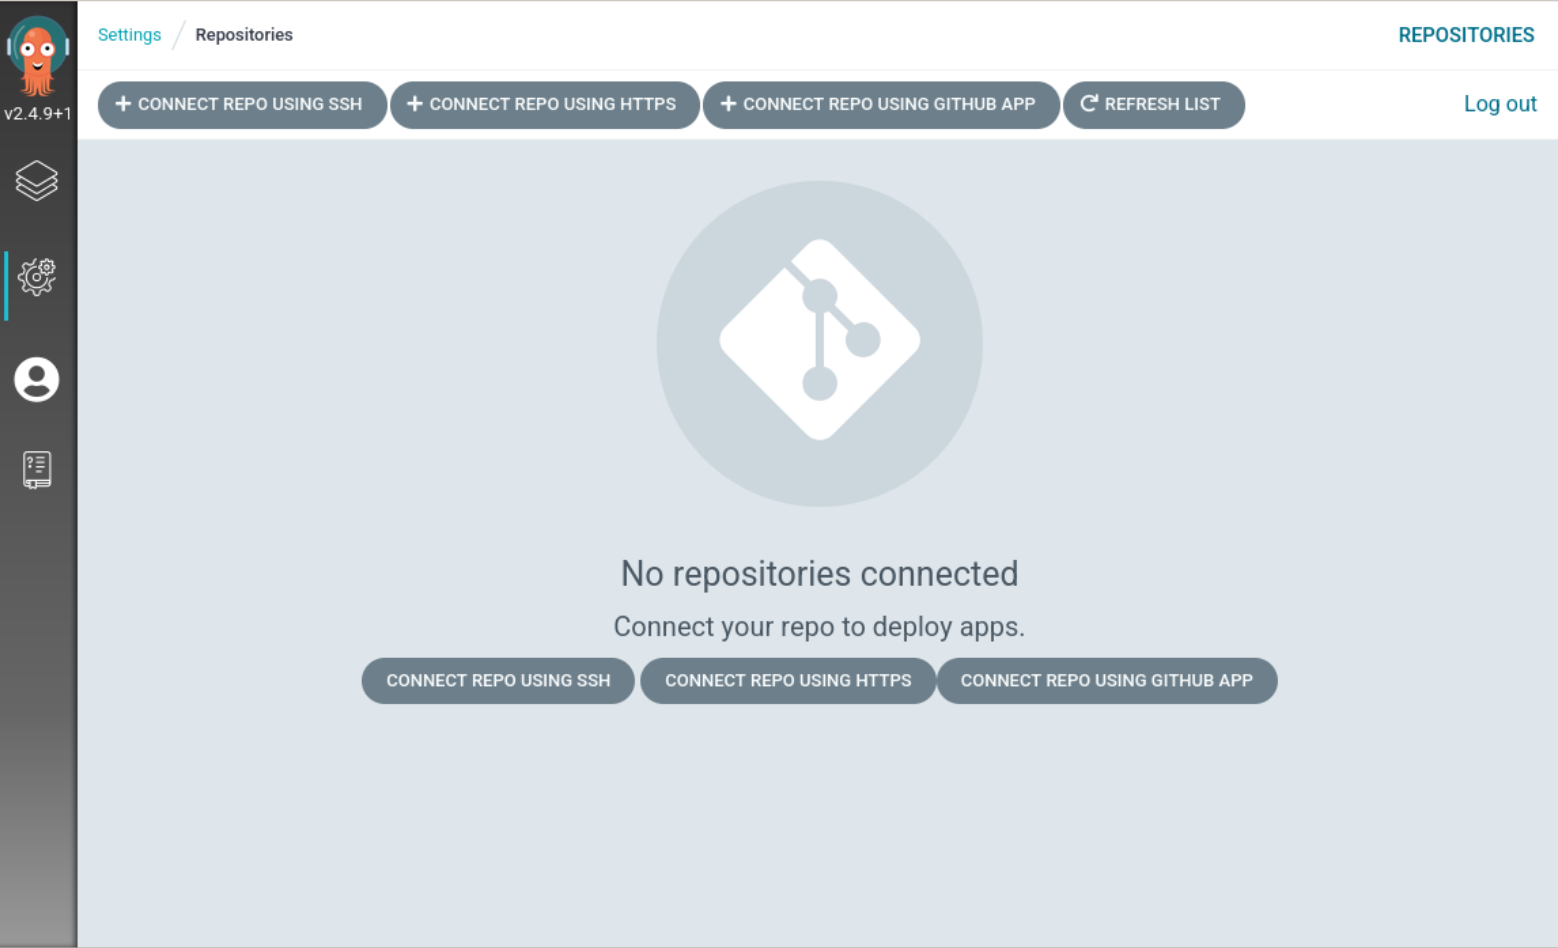 Settings / Repositories
REPOSITORIES
v2.4.9+1
+ CONNECT REPO USING SSH
+ CONNECT REPO USING HTTPS
+ CONNECT REPO USING GITHUB APP
REFRESH LIST
Log out
No repositories connected
Connect your repo to deploy apps.
CONNECT REPO USING SSH
CONNECT REPO USING HTTPS
CONNECT REPO USING GITHUB APP